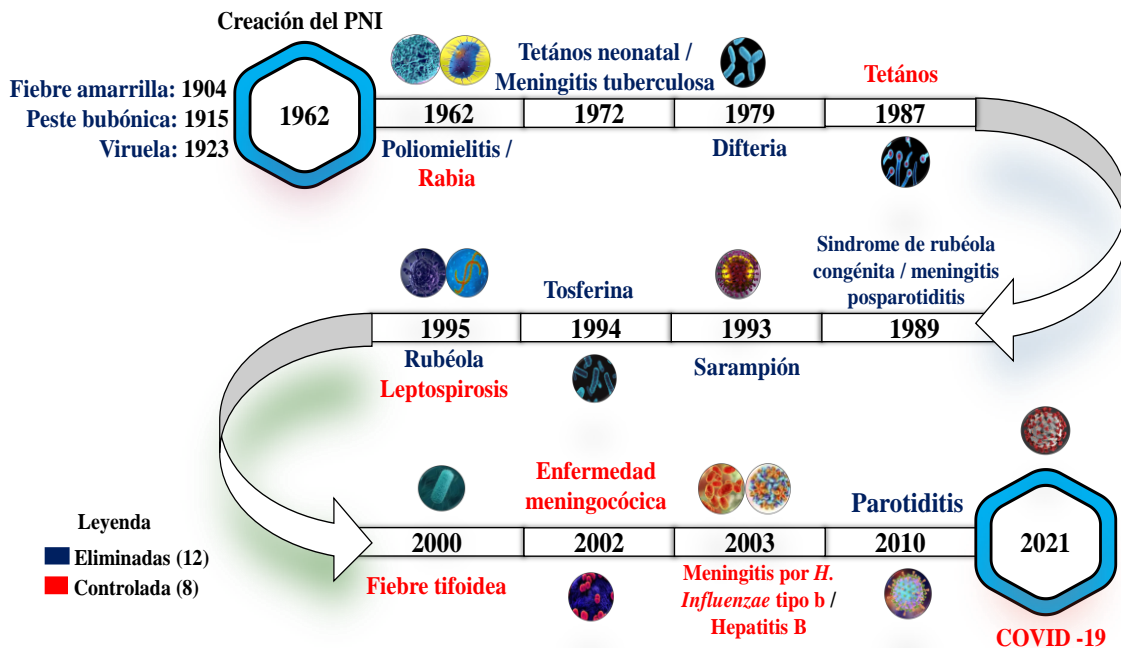 Creación del PNI
Fiebre amarrilla: 1904
Peste bubónica: 1915
Viruela: 1923
1962
Tetános neonatal /
Meningitis tuberculosa
Tetános
1962
1972
1979
1987
Poliomielitis /
Rabia
Difteria
Sindrome de rubéola
congénita / meningitis
posparotiditis
Tosferina
1995
1994
1993
1989
Rubéola
Leptospirosis
Sarampión
Enfermedad
meningocócica
Parotiditis
Leyenda
Eliminadas (12)
Controlada (8)
2000
2002
2003
2010
2021
Fiebre tifoidea
Meningitis por H.
Influenzae tipo b /
Hepatitis B
COVID -19